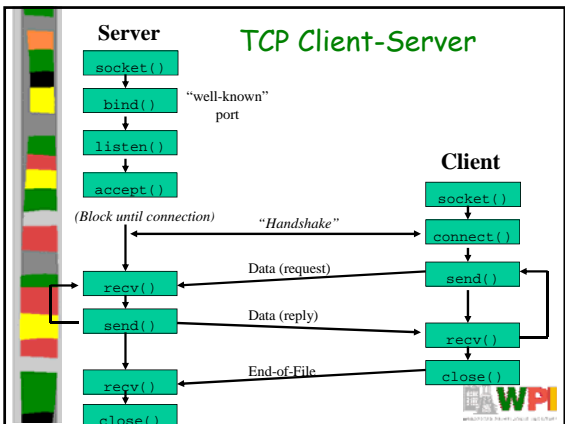 TCP Client-Server
Server
socket()
bind()
“well-known”
port
listen()
accept()
(Block until connection)
Client
socket()
“Handshake”
connect()
Data (request)
send()
recv()
Data (reply)
send()
recv()
End-of-File
recv()
close()
close()
WPI